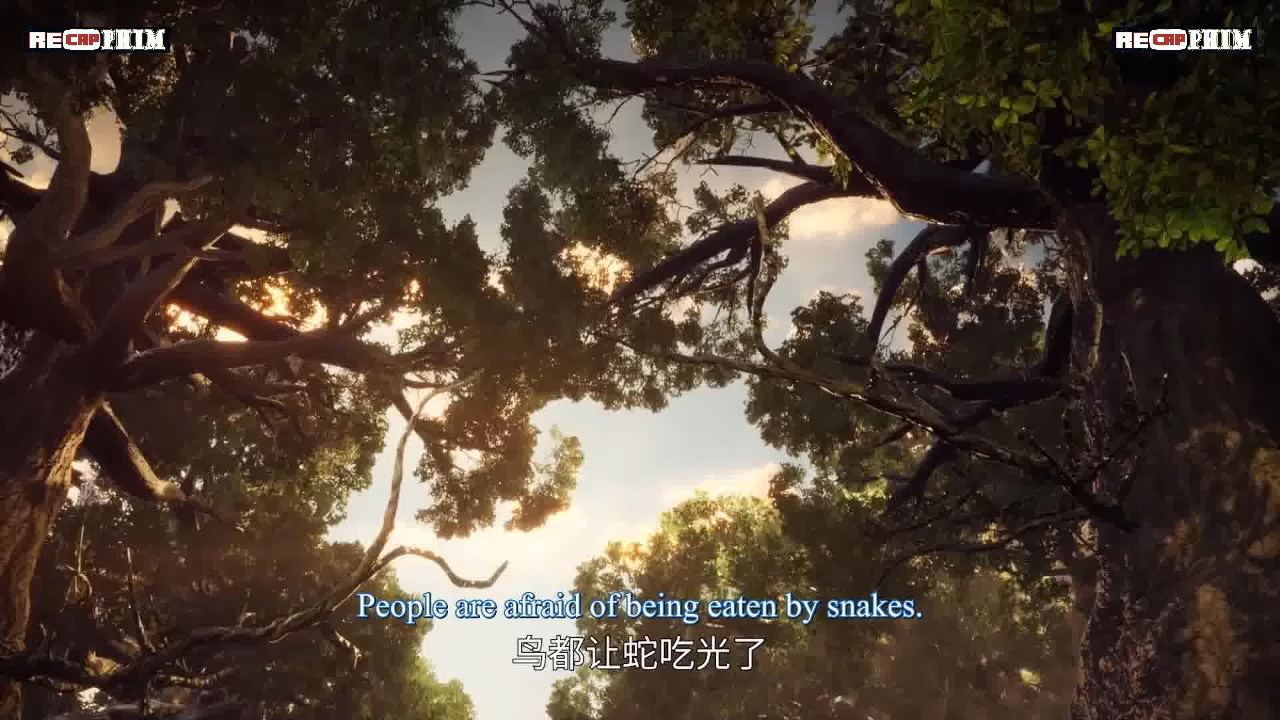 RECAPPHIM
RECAPPHIM
People are afraid of being eaten by snakes.
鸟都让蛇吃光了